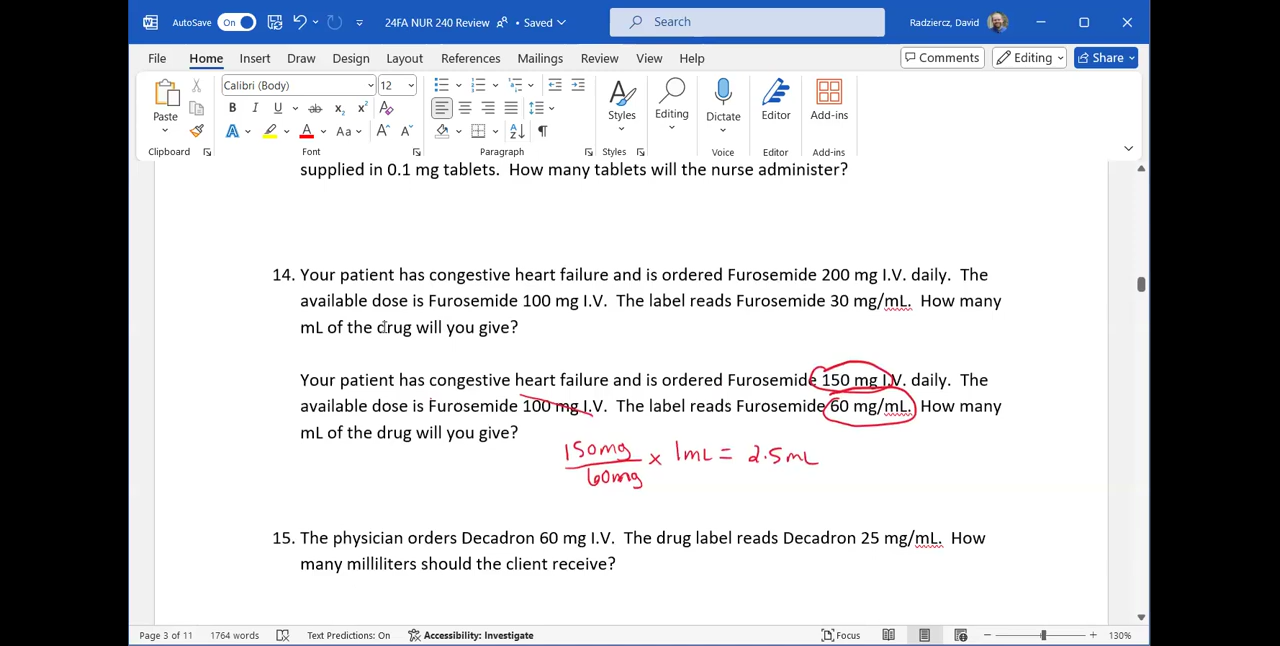 AutoSave On 24FA NUR 240 Review • Saved Search Radziercz, David
File Home Insert Draw Design Layout References Mailings Review View Help Comments Editing Share
Calibri (Body) 12
Paste B I U ab x₂ x² A Styles Editing Dictate Editor Add-ins
A A Aa A A
Clipboard Font Paragraph Styles Voice Editor Add-ins
supplied in 0.1 mg tablets. How many tablets will the nurse administer?
14. Your patient has congestive heart failure and is ordered Furosemide 200 mg I.V. daily. The
available dose is Furosemide 100 mg I.V. The label reads Furosemide 30 mg/mL. How many
mL of the drug will you give?
Your patient has congestive heart failure and is ordered Furosemide 150 mg I.V. daily. The
available dose is Furosemide 100 mg I.V. The label reads Furosemide 60 mg/mL. How many
mL of the drug will you give?
150mg
60mg × 1mL = 2.5mL
15. The physician orders Decadron 60 mg I.V. The drug label reads Decadron 25 mg/mL. How
many milliliters should the client receive?
Page 3 of 11 1764 words Text Predictions: On Accessibility: Investigate Focus 130%